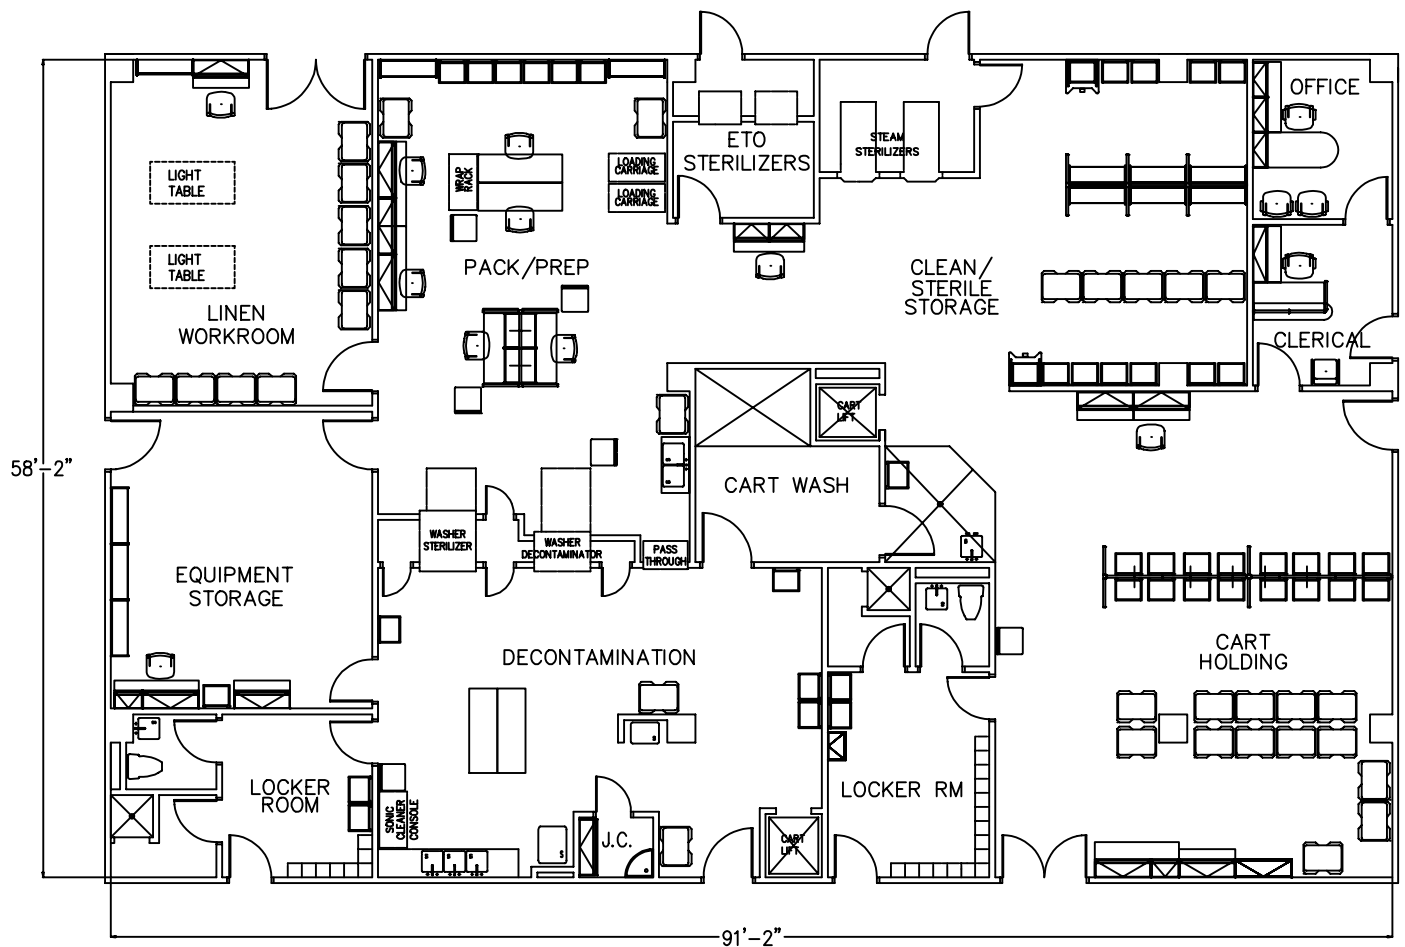 OFFICE
ETO
STERILIZERS
STEAM
STERILIZERS
LOADING
CARRIAGE
LOADING
CARRIAGE
WRAP
RACK
LIGHT
TABLE
LIGHT
TABLE
LINEN
WORKROOM
PACK/PREP
CLEAN/
STERILE
STORAGE
CLERICAL
CART
LIFT
58'-2"
CART WASH
WASHER
STERILIZER
WASHER
DECONTAMINATOR
PASS
THROUGH
EQUIPMENT
STORAGE
DECONTAMINATION
CART
HOLDING
LOCKER
ROOM
SONIC
CLEANER
CONSOLE
S
J.C.
CART
LIFT
LOCKER RM
91'-2"